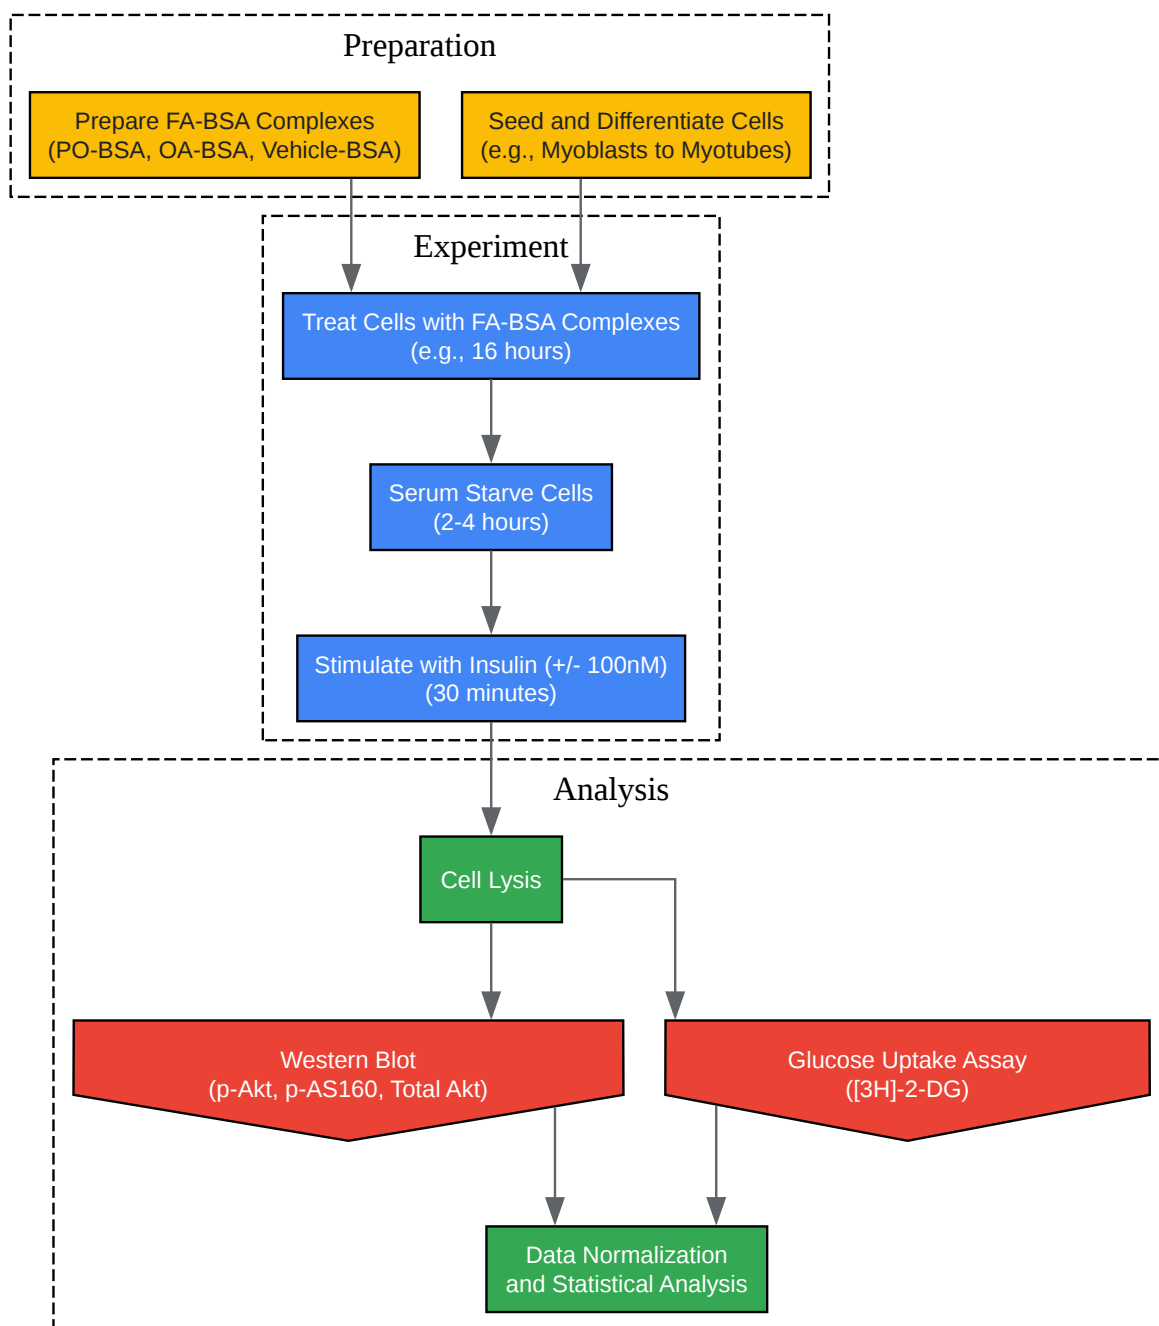 Preparation
Prepare FA-BSA Complexes
(PO-BSA, OA-BSA, Vehicle-BSA)
Seed and Differentiate Cells
(e.g., Myoblasts to Myotubes)
Experiment
Treat Cells with FA-BSA Complexes
(e.g., 16 hours)
Serum Starve Cells
(2-4 hours)
Stimulate with Insulin (+/- 100nM)
(30 minutes)
Analysis
Cell Lysis
Western Blot
(p-Akt, p-AS160, Total Akt)
Glucose Uptake Assay
([3H]-2-DG)
Data Normalization
and Statistical Analysis